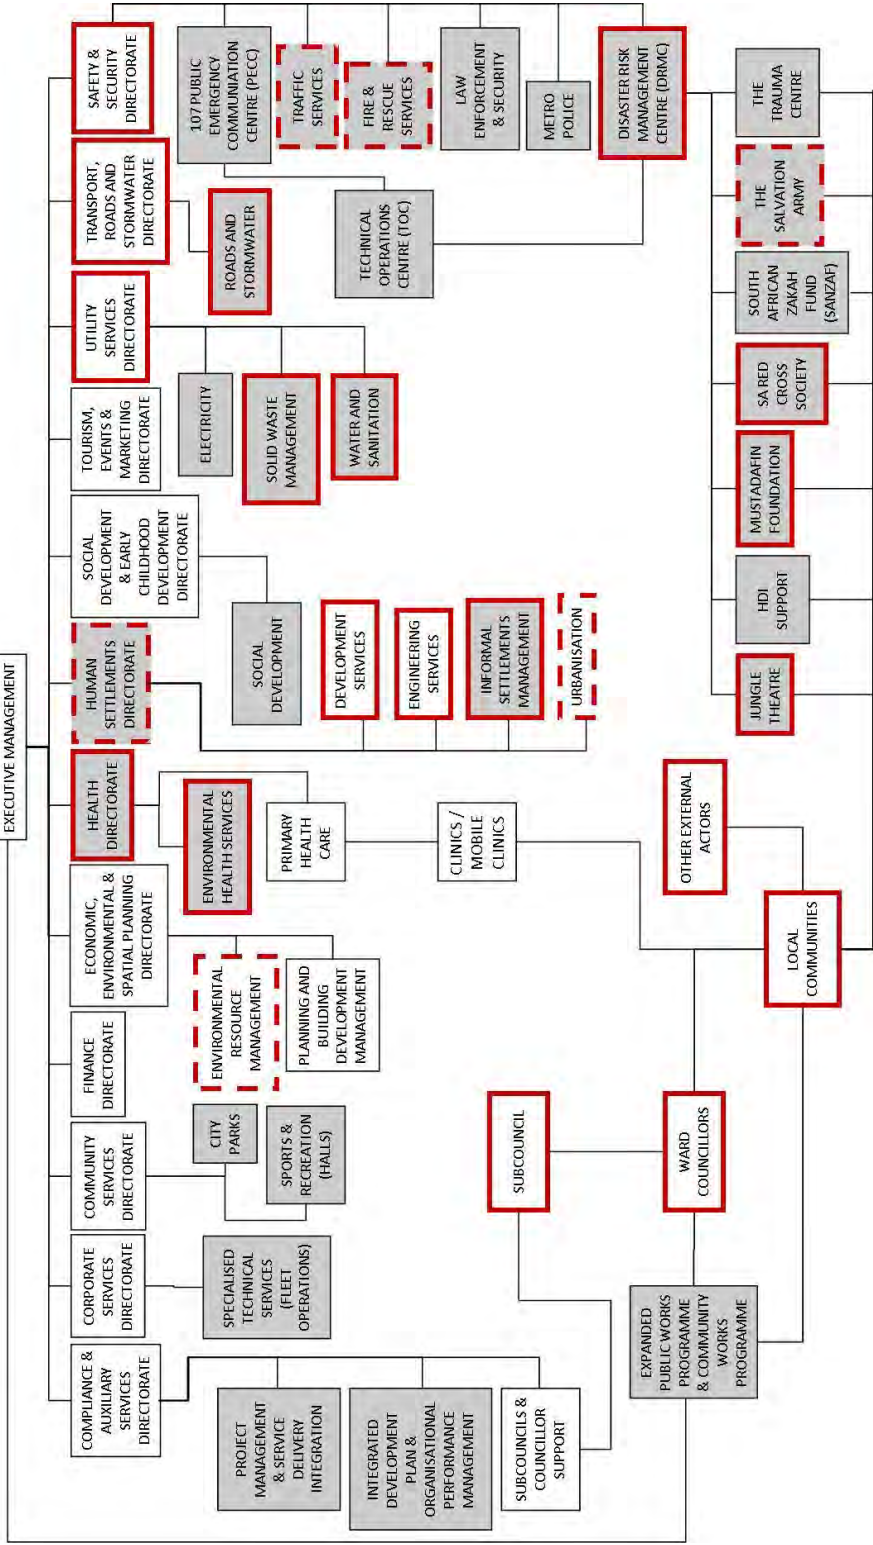 EXECUTIVE MANAGEMENT
COMPLIANCE &
AUXILIARY
SERVICES
DIRECTORATE
CORPORATE
SERVICES
DIRECTORATE
COMMUNITY
SERVICES
DIRECTORATE
FINANCE
DIRECTORATE
ECONOMIC,
ENVIRONMENTAL &
SPATIAL PLANNING
DIRECTORATE
HEALTH
DIRECTORATE
HUMAN
SETTLEMENTS
DIRECTORATE
SOCIAL
DEVELOPMENT
& EARLY
CHILDHOOD
DEVELOPMENT
DIRECTORATE
TOURISM,
EVENTS &
MARKETING
DIRECTORATE
UTILITY
SERVICES
DIRECTORATE
TRANSPORT,
ROADS AND
STORMWATER
DIRECTORATE
SAFETY &
SECURITY
DIRECTORATE
PROJECT
MANAGEMENT
& SERVICE
DELIVERY
INTEGRATION
INTEGRATED
DEVELOPMENT
PLAN &
ORGANISATIONAL
PERFORMANCE
MANAGEMENT
SUBCOUNCILS &
COUNCILLOR
SUPPORT
SPECIALISED
TECHNICAL
SERVICES
(FLEET
OPERATIONS)
CITY
PARKS
SPORTS &
RECREATION
(HALLS)
ENVIRONMENTAL
RESOURCE
MANAGEMENT
PLANNING AND
BUILDING
DEVELOPMENT
MANAGEMENT
ENVIRONMENTAL
HEALTH SERVICES
PRIMARY
HEALTH
CARE
CLINICS /
MOBILE
CLINICS
SOCIAL
DEVELOPMENT
DEVELOPMENT
SERVICES
ENGINEERING
SERVICES
INFORMAL
SETTLEMENTS
MANAGEMENT
URBANISATION
ELECTRICITY
SOLID WASTE
MANAGEMENT
WATER AND
SANITATION
ROADS AND
STORMWATER
107 PUBLIC
EMERGENCY
COMMUNIATION
CENTRE (PECC)
TRAFFIC
SERVICES
FIRE &
RESCUE
SERVICES
LAW
ENFORCEMENT
& SECURITY
METRO
POLICE
DISASTER RISK
MANAGEMENT
CENTRE (DRMC)
TECHNICAL
OPERATIONS
CENTRE (TOC)
SUBCOUNCIL
WARD
COUNCILLORS
EXPANDED
PUBLIC WORKS
PROGRAMME
& COMMUNITY
WORKS
PROGRAMME
OTHER EXTERNAL
ACTORS
LOCAL
COMMUNITIES
JUNGLE
THEATRE
HDI
SUPPORT
MUSTADAFIN
FOUNDATION
SA RED
CROSS
SOCIETY
SOUTH
AFRICAN
ZAKAH
FUND
(SANZAF)
THE
SALVATION
ARMY
THE
TRAUMA
CENTRE